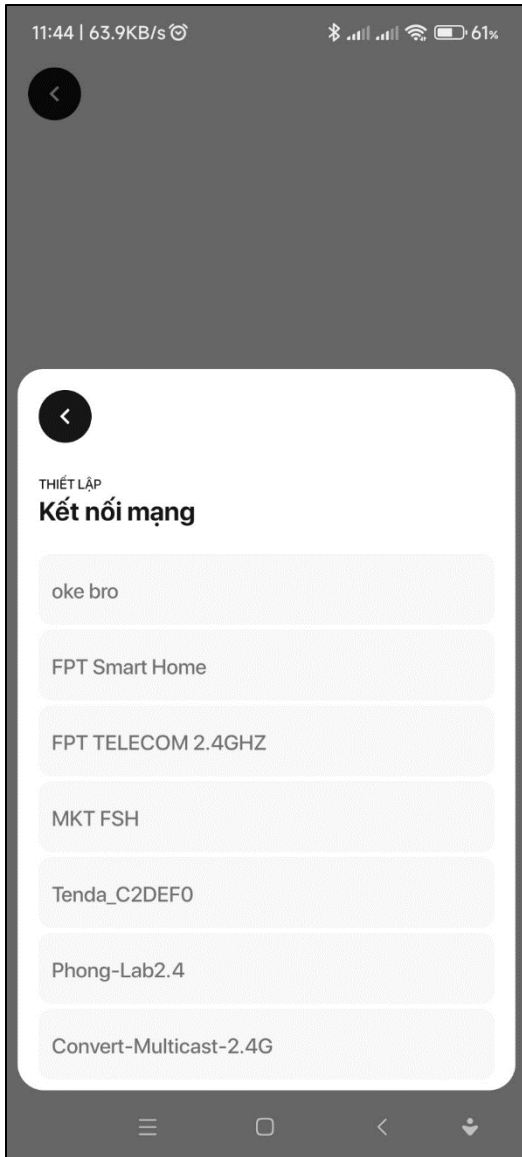 11:44 | 63.9KB/s 61%
THIẾT LẬP
Kết nối mạng
oke bro
FPT Smart Home
FPT TELECOM 2.4GHZ
MKT FSH
Tenda_C2DEF0
Phong-Lab2.4
Convert-Multicast-2.4G